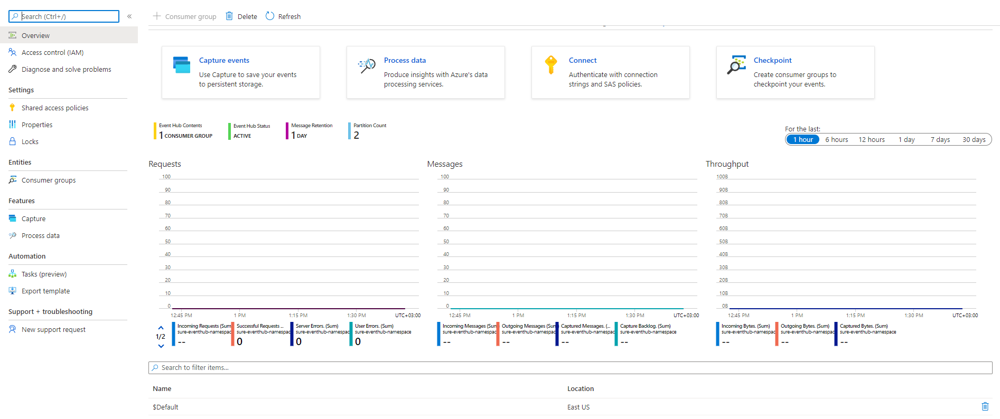 Search (Ctrl+/)
«
Overview
Access control (IAM)
Diagnose and solve problems
Settings
Shared access policies
Properties
Locks
Entities
Consumer groups
Features
Capture
Process data
Automation
Tasks (preview)
Export template
Support + troubleshooting
New support request
Consumer group Delete Refresh
Capture events
Use Capture to save your events
to persistent storage.
Process data
Produce insights with Azure's data
processing services.
Connect
Authenticate with connection
strings and SAS policies.
Checkpoint
Create consumer groups to
checkpoint your events.
Event Hub Contents
1 CONSUMER GROUP
Event Hub Status
ACTIVE
Message Retention
1 DAY
Partition Count
2
For the last:
1 hour 6 hours 12 hours 1 day 7 days 30 days
Requests
100
90
80
70
60
50
40
30
20
10
0
12:45 PM 1 PM 1:15 PM 1:30 PM UTC+03:00
1/2
Incoming Requests (Sum)
sure-eventhub-namespac
--
Successful Requests ...
sure-eventhub-namespac
0
Server Errors. (Sum)
sure-eventhub-namespac
0
User Errors. (Sum)
sure-eventhub-namespace
0
Messages
100
90
80
70
60
50
40
30
20
10
0
12:45 PM 1 PM 1:15 PM 1:30 PM UTC+03:00
Incoming Messages (Sum
sure-eventhub-namespac
--
Outgoing Messages (Sum
sure-eventhub-namespac
--
Captured Messages. (...
sure-eventhub-namespac
--
Capture Backlog. (Sum)
sure-eventhub-namespace
--
Throughput
100B
90B
80B
70B
60B
50B
40B
30B
20B
10B
0B
12:45 PM 1 PM 1:15 PM 1:30 PM UTC+03:00
Incoming Bytes. (Sum)
sure-eventhub-namespac
--
Outgoing Bytes. (Sum)
sure-eventhub-namespac
--
Captured Bytes. (Sum)
sure-eventhub-namespace
--
Search to filter items...
Name Location
$Default East US